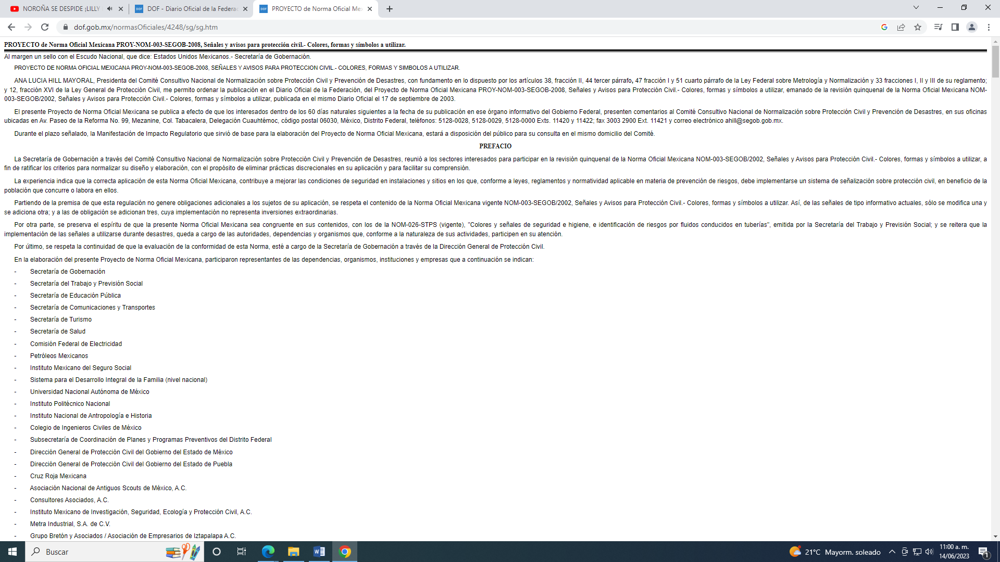 NOROÑA SE DESPIDE ¡LILLY
DOF - Diario Oficial de la Federac
PROYECTO de Norma Oficial Me
dof.gob.mx/normasOficiales/4248/sg/sg.htm
PROYECTO de Norma Oficial Mexicana PROY-NOM-003-SEGOB-2008, Señales y avisos para protección civil.- Colores, formas y símbolos a utilizar.
Al margen un sello con el Escudo Nacional, que dice: Estados Unidos Mexicanos.- Secretaría de Gobernación.
PROYECTO DE NORMA OFICIAL MEXICANA PROY-NOM-003-SEGOB-2008, SEÑALES Y AVISOS PARA PROTECCION CIVIL.- COLORES, FORMAS Y SIMBOLOS A UTILIZAR.
ANA LUCIA HILL MAYORAL, Presidenta del Comité Consultivo Nacional de Normalización sobre Protección Civil y Prevención de Desastres, con fundamento en lo dispuesto por los artículos 38, fracción II, 44 tercer párrafo, 47 fracción I y 51 cuarto párrafo de la Ley Federal sobre Metrología y Normalización y 33 fracciones I, II y III de su reglamento;
y 12, fracción XVI de la Ley General de Protección Civil, me permito ordenar la publicación en el Diario Oficial de la Federación, del Proyecto de Norma Oficial Mexicana PROY-NOM-003-SEGOB-2008, Señales y Avisos para Protección Civil.- Colores, formas y símbolos a utilizar, emanado de la revisión quinquenal de la Norma Oficial Mexicana NOM-
003-SEGOB/2002, Señales y Avisos para Protección Civil.- Colores, formas y símbolos a utilizar, publicada en el mismo Diario Oficial el 17 de septiembre de 2003.
El presente Proyecto de Norma Oficial Mexicana se publica a efecto de que los interesados dentro de los 60 días naturales siguientes a la fecha de su publicación en ese órgano informativo del Gobierno Federal, presenten comentarios al Comité Consultivo Nacional de Normalización sobre Protección Civil y Prevención de Desastres, en sus oficinas
ubicadas en Av. Paseo de la Reforma No. 99, Mezanine, Col. Tabacalera, Delegación Cuauhtémoc, código postal 06030, México, Distrito Federal, teléfonos: 5128-0028, 5128-0029, 5128-0000 Exts. 11420 y 11422; fax 3003 2900 Ext. 11421 y correo electrónico ahill@segob.gob.mx.
Durante el plazo señalado, la Manifestación de Impacto Regulatorio que sirvió de base para la elaboración del Proyecto de Norma Oficial Mexicana, estará a disposición del público para su consulta en el mismo domicilio del Comité.
PREFACIO
La Secretaría de Gobernación a través del Comité Consultivo Nacional de Normalización sobre Protección Civil y Prevención de Desastres, reunió a los sectores interesados para participar en la revisión quinquenal de la Norma Oficial Mexicana NOM-003-SEGOB/2002, Señales y Avisos para Protección Civil.- Colores, formas y símbolos a utilizar, a
fin de ratificar los criterios para normalizar su diseño y elaboración, con el propósito de eliminar prácticas discrecionales en su aplicación y para facilitar su comprensión.
La experiencia indica que la correcta aplicación de esta Norma Oficial Mexicana, contribuye a mejorar las condiciones de seguridad en instalaciones y sitios en los que, conforme a leyes, reglamentos y normatividad aplicable en materia de prevención de riesgos, debe implementarse un sistema de señalización sobre protección civil, en beneficio de la
población que concurre o labora en ellos.
Partiendo de la premisa de que esta regulación no genere obligaciones adicionales a los sujetos de su aplicación, se respeta el contenido de la Norma Oficial Mexicana vigente NOM-003-SEGOB/2002, Señales y Avisos para Protección Civil.- Colores, formas y símbolos a utilizar. Así, de las señales de tipo informativo actuales, sólo se modifica una y
se adiciona otra; y a las de obligación se adicionan tres, cuya implementación no representa inversiones extraordinarias.
Por otra parte, se preserva el espíritu de que la presente Norma Oficial Mexicana sea congruente en sus contenidos, con los de la NOM-026-STPS (vigente), "Colores y señales de seguridad e higiene, e identificación de riesgos por fluidos conducidos en tuberías", emitida por la Secretaría del Trabajo y Previsión Social; y se reitera que la
implementación de las señales a utilizarse durante desastres, queda a cargo de las autoridades, dependencias y organismos que, conforme a la naturaleza de sus actividades, participen en su atención.
Por último, se respeta la continuidad de que la evaluación de la conformidad de esta Norma, esté a cargo de la Secretaría de Gobernación a través de la Dirección General de Protección Civil.
En la elaboración del presente Proyecto de Norma Oficial Mexicana, participaron representantes de las dependencias, organismos, instituciones y empresas que a continuación se indican:
- Secretaría de Gobernación
- Secretaría del Trabajo y Previsión Social
- Secretaría de Educación Pública
- Secretaría de Comunicaciones y Transportes
- Secretaría de Turismo
- Secretaría de Salud
- Comisión Federal de Electricidad
- Petróleos Mexicanos
- Instituto Mexicano del Seguro Social
- Sistema para el Desarrollo Integral de la Familia (nivel nacional)
- Universidad Nacional Autónoma de México
- Instituto Politécnico Nacional
- Instituto Nacional de Antropología e Historia
- Colegio de Ingenieros Civiles de México
- Subsecretaría de Coordinación de Planes y Programas Preventivos del Distrito Federal
- Dirección General de Protección Civil del Gobierno del Estado de México
- Dirección General de Protección Civil del Gobierno del Estado de Puebla
- Cruz Roja Mexicana
- Asociación Nacional de Antiguos Scouts de México, A.C.
- Consultores Asociados, A.C.
- Instituto Mexicano de Investigación, Seguridad, Ecología y Protección Civil, A.C.
- Metra Industrial, S.A. de C.V.
- Grupo Bretón y Asociados / Asociación de Empresarios de Iztapalapa A.C.
Buscar
21°C Mayorm. soleado
11:00 a. m.
14/06/2023
1